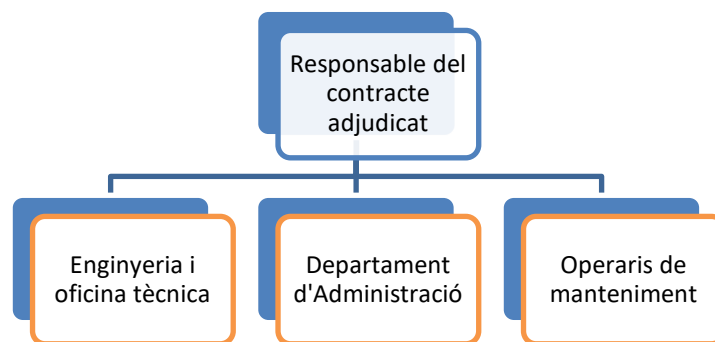 Responsable del
contracte
adjudicat
Enginyeria i
oficina tècnica
Departament
d'Administració
Operaris de
manteniment